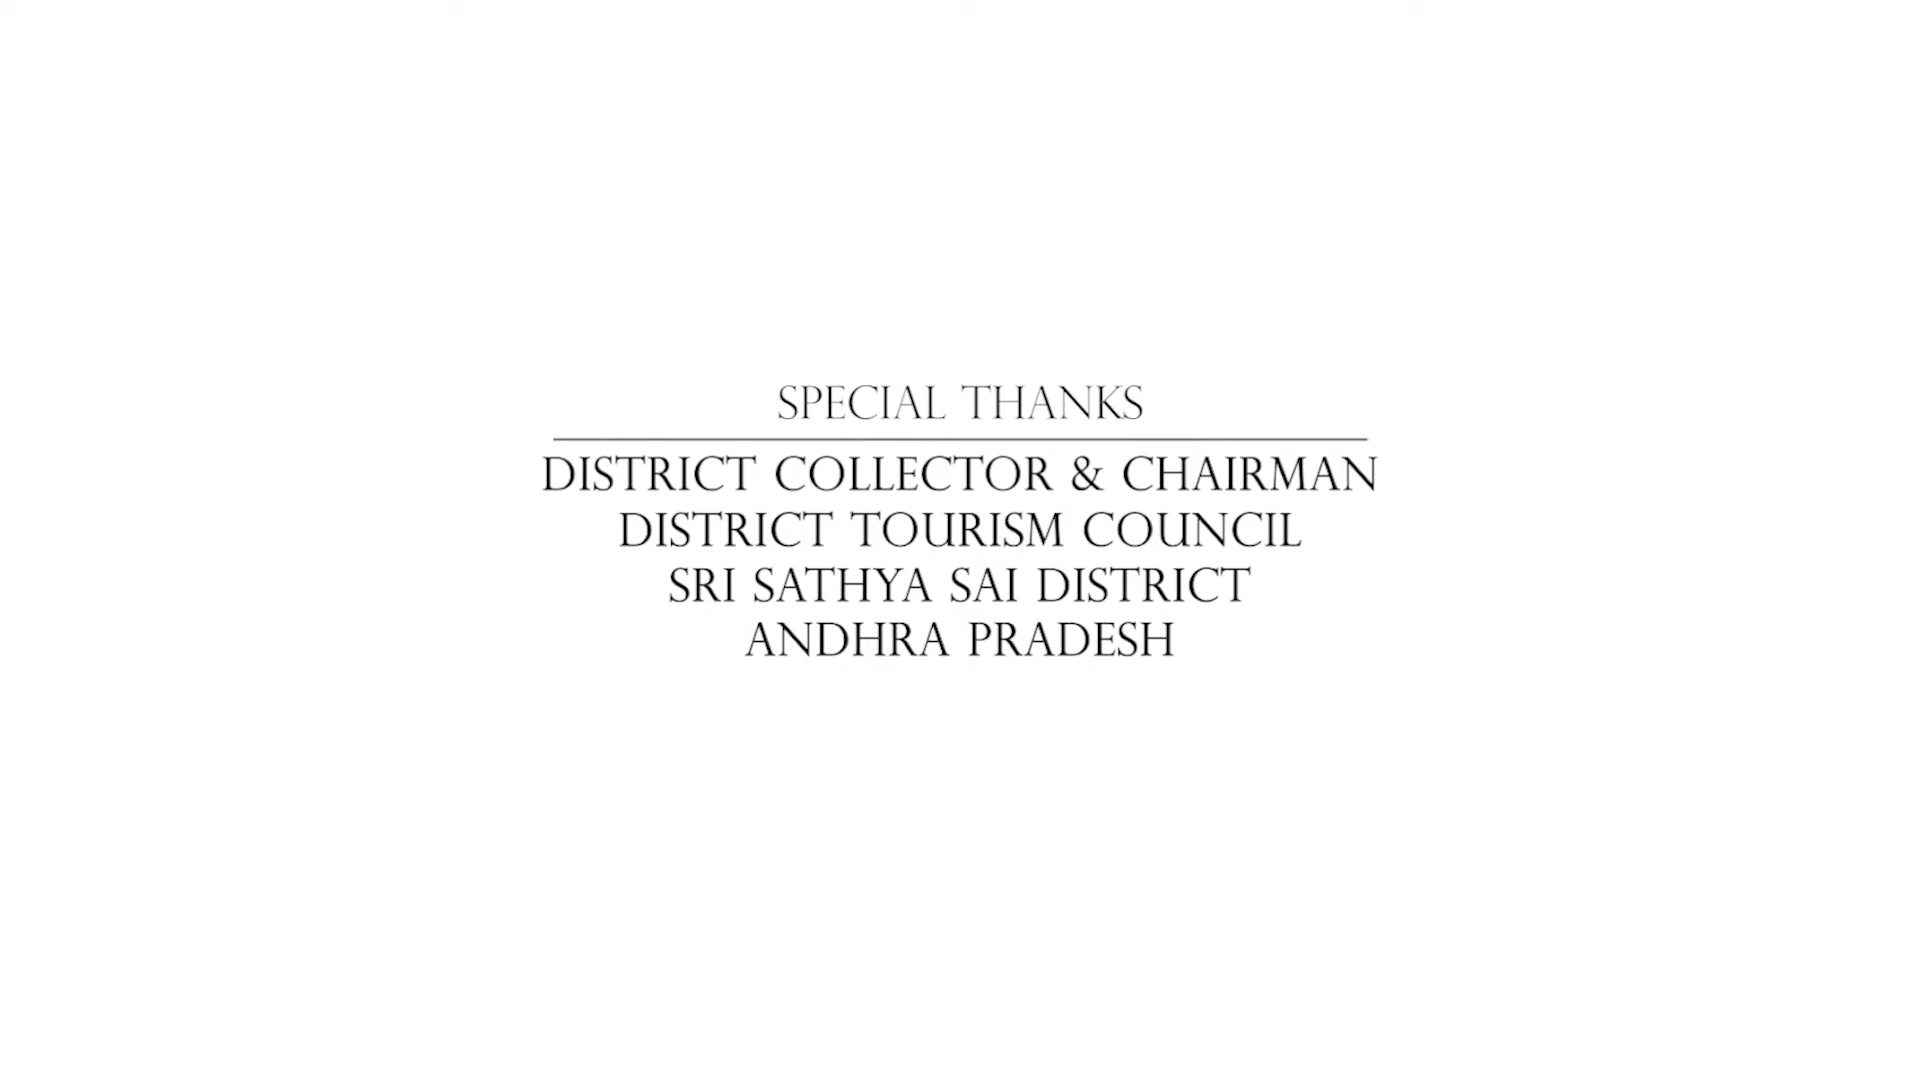 SPECIAL THANKS
DISTRICT COLLECTOR & CHAIRMAN
DISTRICT TOURISM COUNCIL
SRI SATHYA SAI DISTRICT
ANDHRA PRADESH